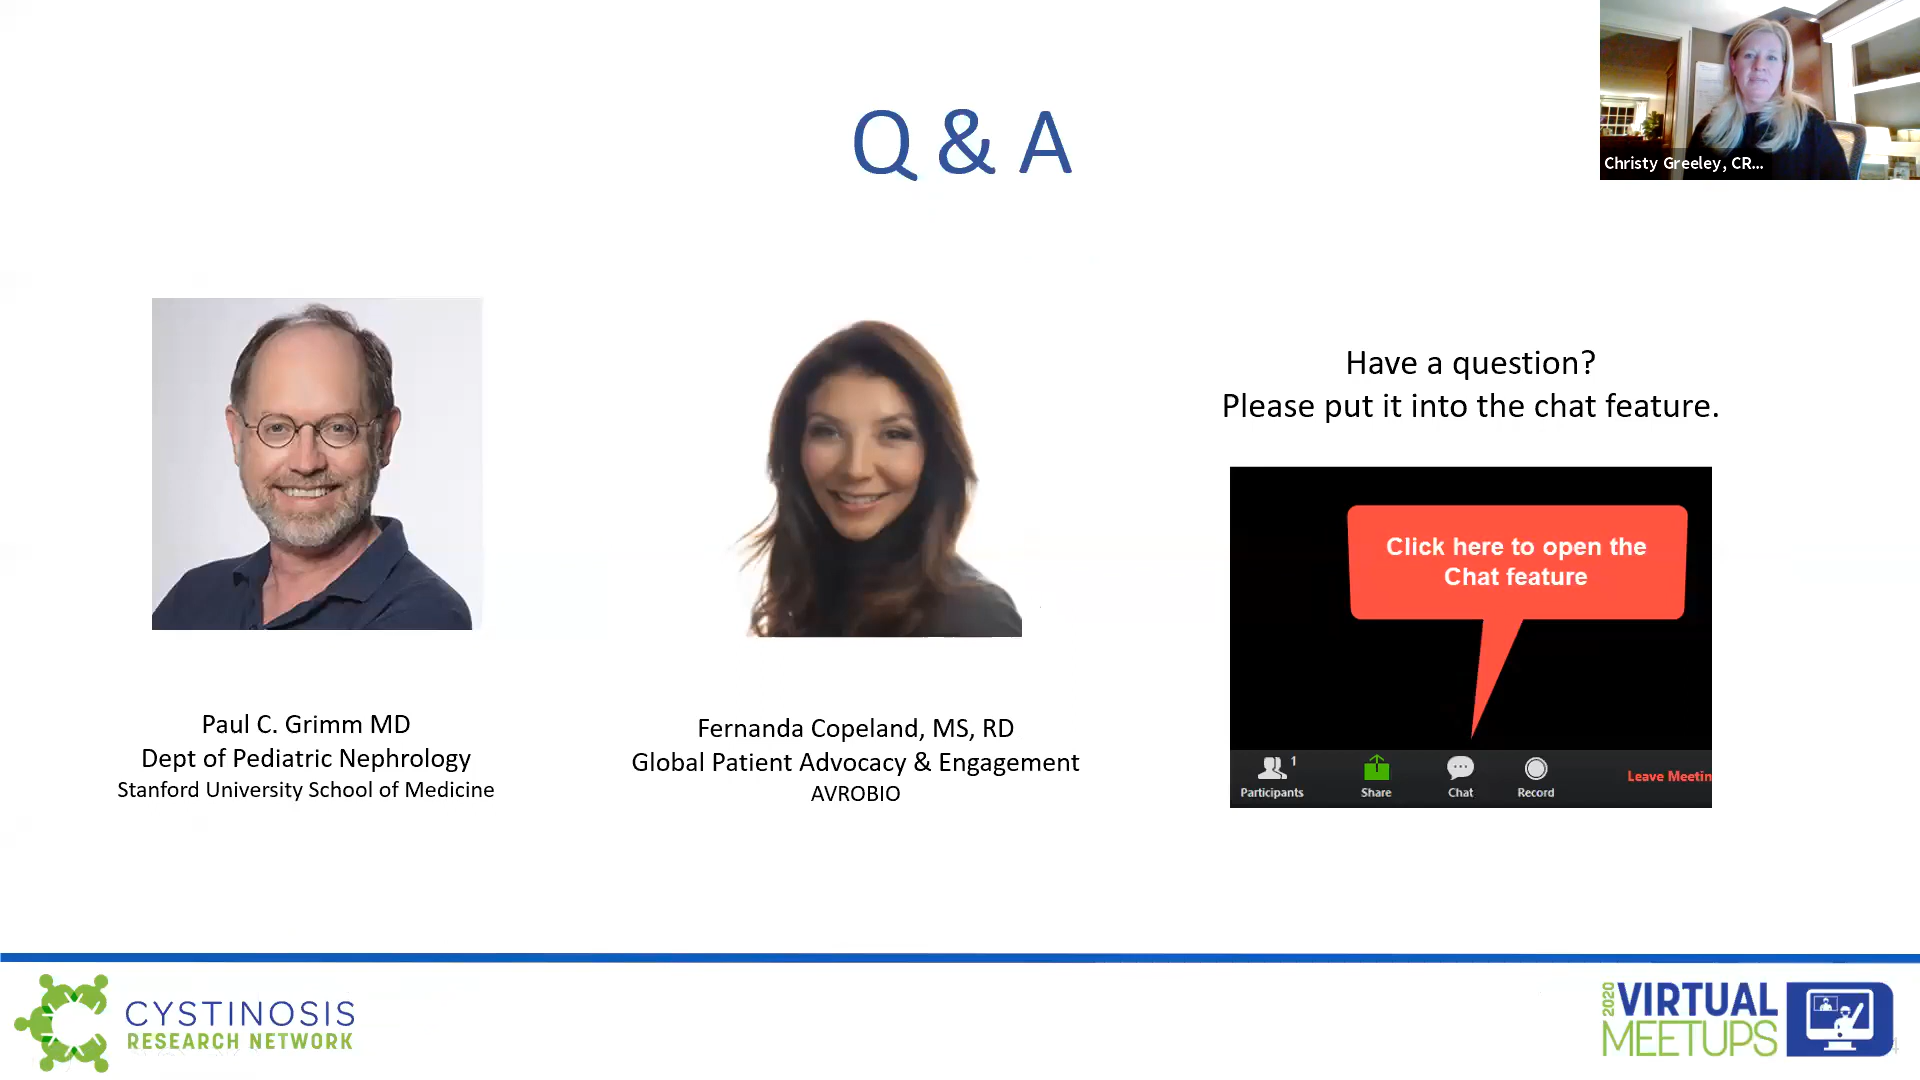 Q & A
Christy Greeley, CR...
Have a question?
Please put it into the chat feature.
Click here to open the
Chat feature
1
Participants
Share
Chat
Record
Leave Meetin
Paul C. Grimm MD
Dept of Pediatric Nephrology
Stanford University School of Medicine
Fernanda Copeland, MS, RD
Global Patient Advocacy & Engagement
AVROBIO
CYSTINOSIS
RESEARCH NETWORK
2020
VIRTUAL
MEETUPS